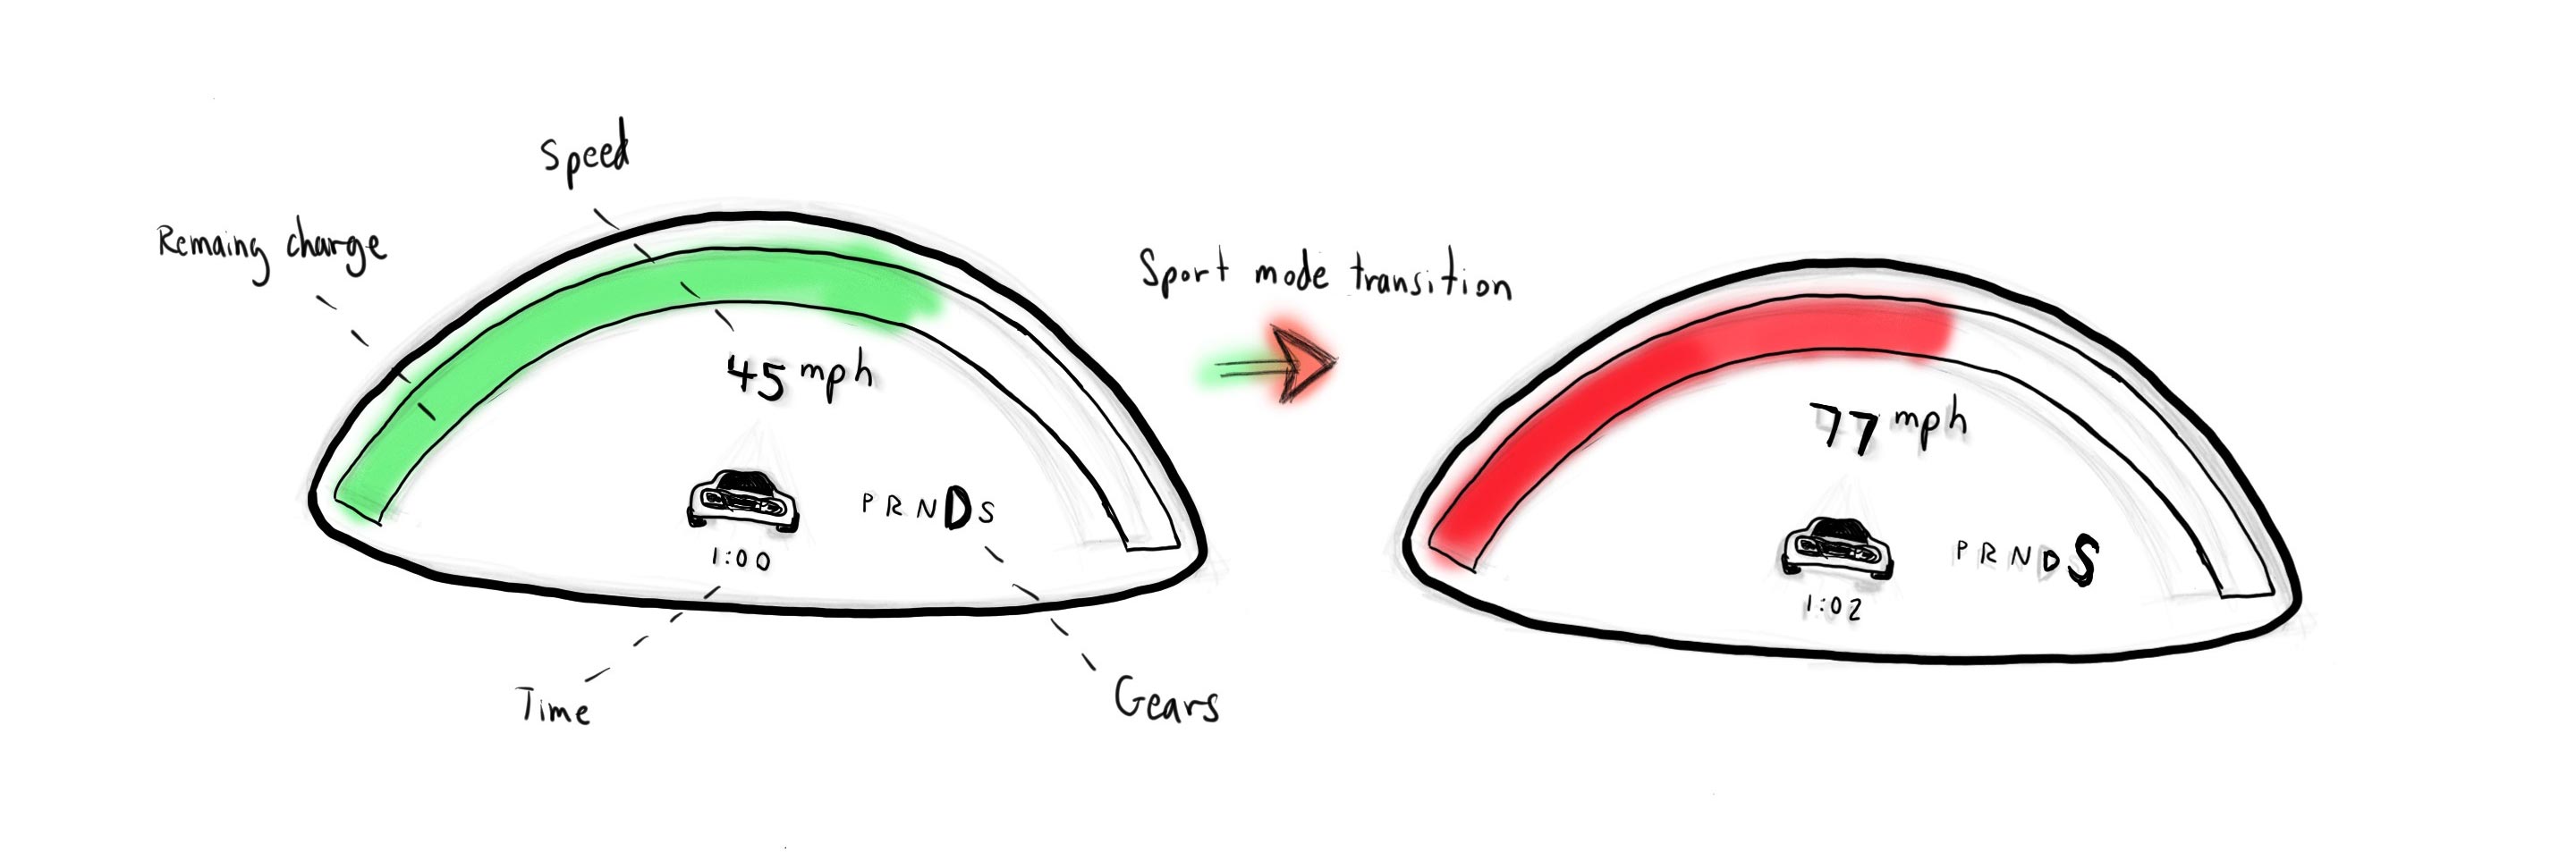 Speed
Remaing charge
45 mph
P R N D S
1:00
Time
Gears
Sport mode transition
77 mph
P R N D S
1:02